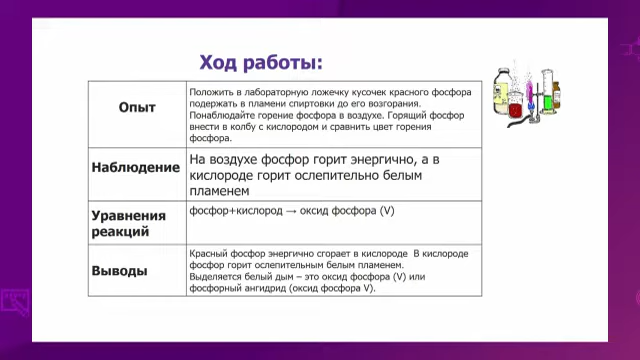 Ход работы:
Опыт
Положить в лабораторную ложечку кусочек красного фосфора
подержать в пламени спиртовки до его возгорания.
Понаблюдайте горение фосфора в воздухе. Горящий фосфор
внести в колбу с кислородом и сравнить цвет горения
фосфора.
Наблюдение
На воздухе фосфор горит энергично, а в
кислороде горит ослепительно белым
пламенем
Уравнения
реакций
фосфор+кислород → оксид фосфора (V)
Выводы
Красный фосфор энергично сгорает в кислороде В кислороде
фосфор горит ослепительным белым пламенем.
Выделяется белый дым – это оксид фосфора (V) или
фосфорный ангидрид (оксид фосфора V).